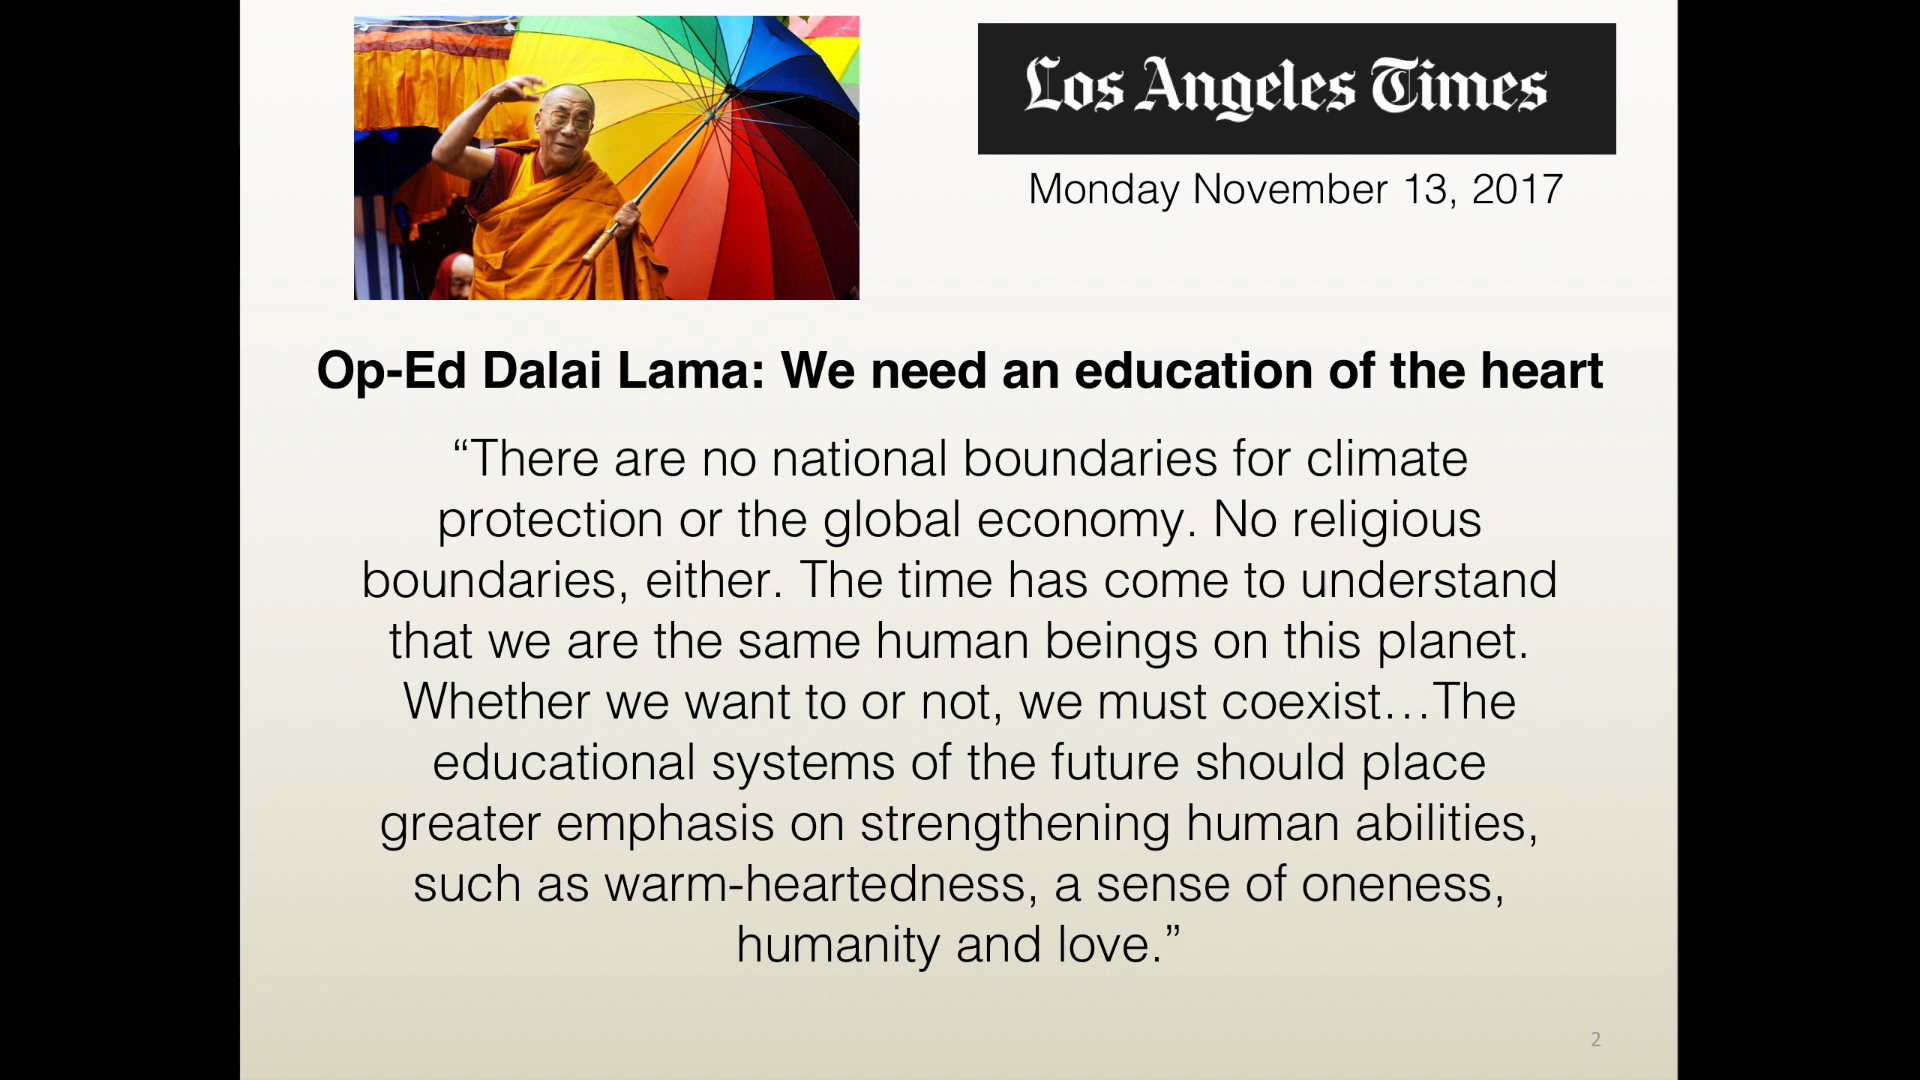 Los Angeles Times
Monday November 13, 2017
Op-Ed Dalai Lama: We need an education of the heart
“There are no national boundaries for climate
protection or the global economy. No religious
boundaries, either. The time has come to understand
that we are the same human beings on this planet.
Whether we want to or not, we must coexist…The
educational systems of the future should place
greater emphasis on strengthening human abilities,
such as warm-heartedness, a sense of oneness,
humanity and love.”
2